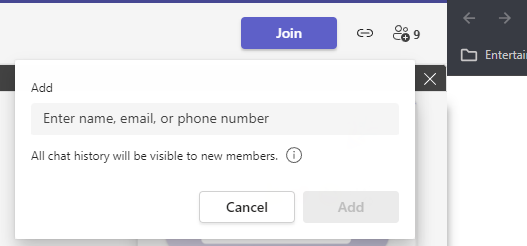 Join
9
Entertai
Add
Enter name, email, or phone number
All chat history will be visible to new members.
Cancel
Add